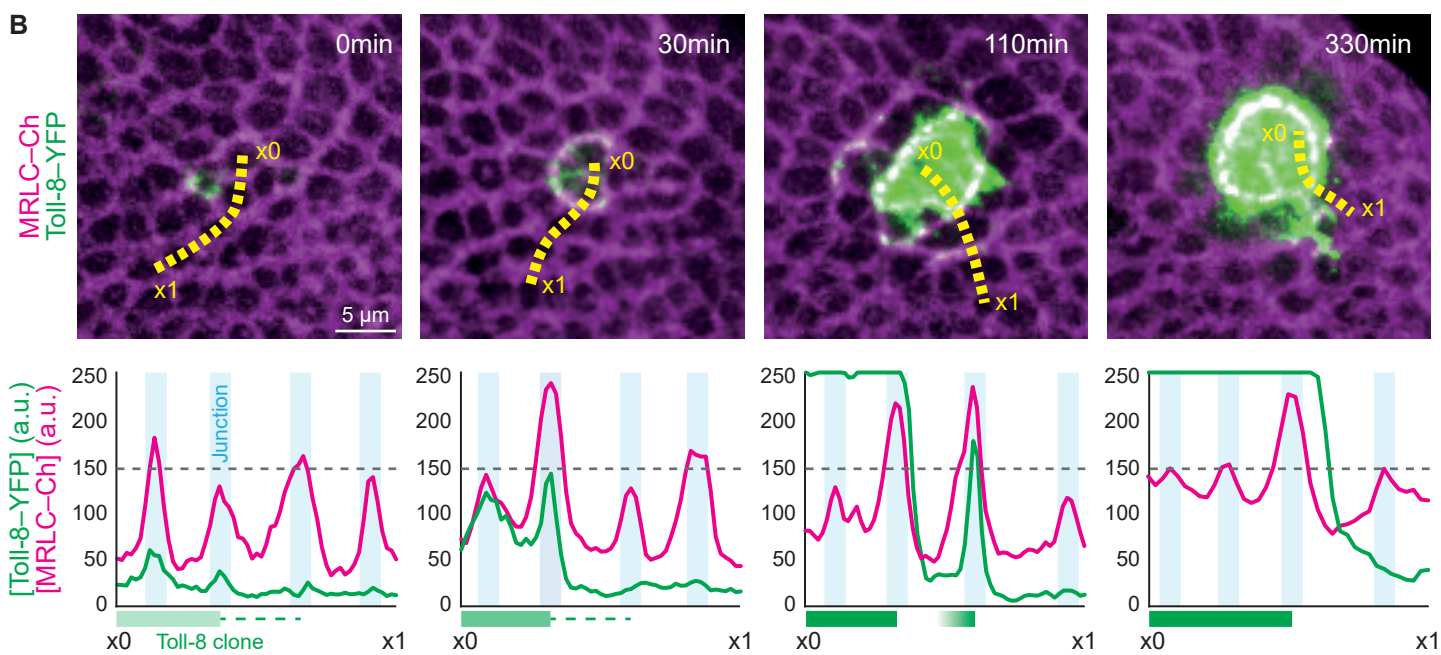 B
MRLC–Ch
Toll-8–YFP
0min
x0
x1
5 µm
30min
x0
x1
110min
x0
x1
330min
x0
x1
[Toll-8–YFP] (a.u.)
[MRLC–Ch] (a.u.)
250
200
150
100
50
0
Junction
x0
Toll-8 clone
250
200
150
100
50
0
x0
x1
250
200
150
100
50
0
x0
x1
250
200
150
100
50
0
x0
x1